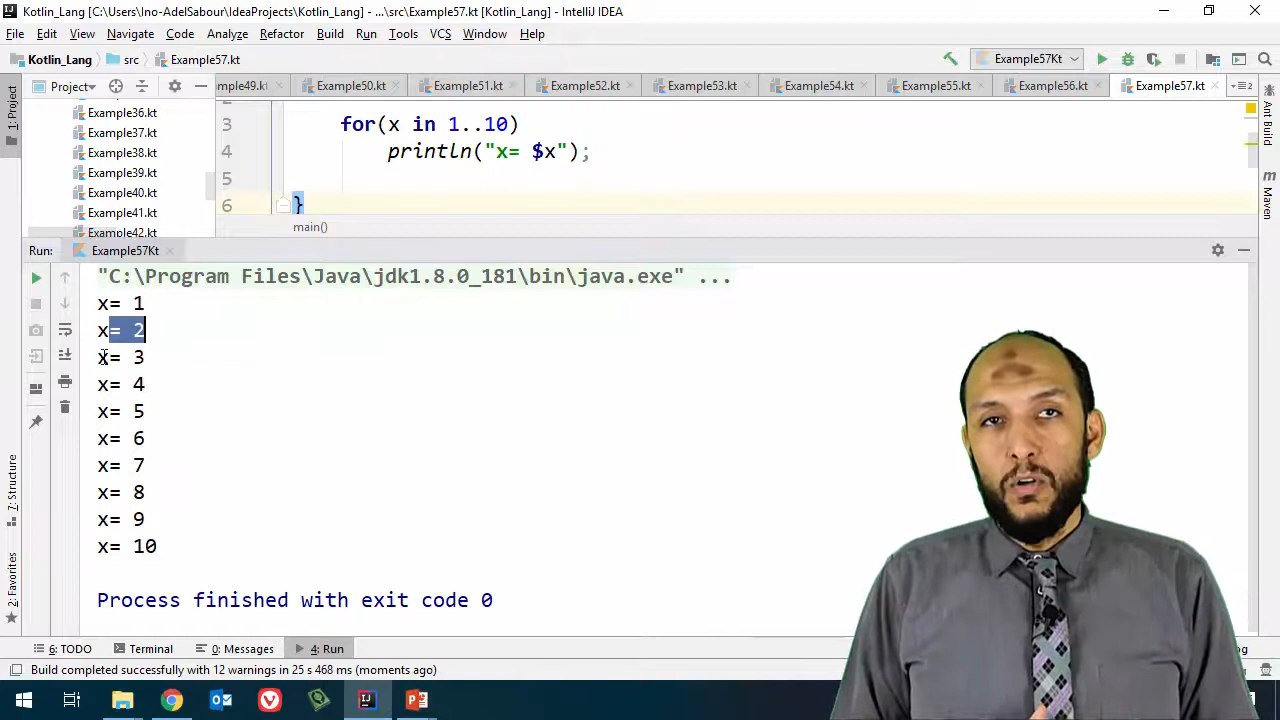 Kotlin_Lang [C:\Users\Ino-AdelSabour\IdeaProjects\Kotlin_Lang] - ...\src\Example57.kt [Kotlin_Lang] - IntelliJ IDEA
File Edit View Navigate Code Analyze Refactor Build Run Tools VCS Window Help
Kotlin_Lang src Example57.kt Example57Kt
1: Project
Project
mple49.kt Example50.kt Example51.kt Example52.kt Example53.kt Example54.kt Example55.kt Example56.kt Example57.kt
Example36.kt
Example37.kt
Example38.kt
Example39.kt
Example40.kt
Example41.kt
Example42.kt
3 for(x in 1..10)
4 println("x= $x");
5
6 }
main()
Ant Build
Maven
Run: Example57Kt
"C:\Program Files\Java\jdk1.8.0_181\bin\java.exe" ...
x= 1
x= 2
x= 3
x= 4
x= 5
x= 6
x= 7
x= 8
x= 9
x= 10
Process finished with exit code 0
7: Structure
2: Favorites
6: TODO Terminal 0: Messages 4: Run
Build completed successfully with 12 warnings in 25 s 468 ms (moments ago)